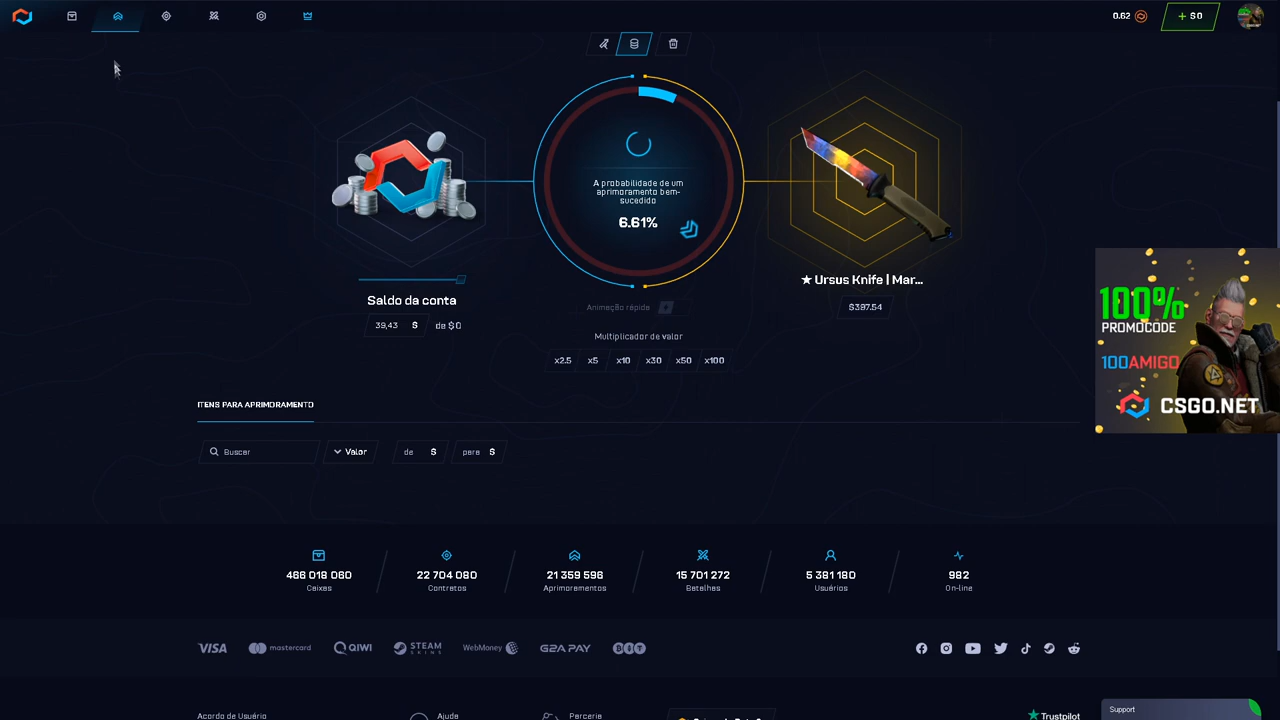 0.62
+ $0
A probabilidade de um
aprimoramento bem-
sucedido
6.61%
★ Ursus Knife | Mar...
$397.54
Saldo da conta
39,43 $ de $0
Animação rápida
Multiplicador de valor
x2.5 x5 x10 x30 x50 x100
100%
PROMOCODE
100AMIGO
CSGO.NET
ITENS PARA APRIMORAMENTO
Buscar Valor de $ para $
466 018 060 22 704 080 21 359 596 15 701 272 5 381 180 982
Caixas Contratos Aprimoramentos Batalhas Usuários On-line
VISA mastercard QIWI STEAM SKINS WebMoney G2A PAY BIT
Acordo de Usuário Ajuda Parceria
Trustpilot
Support